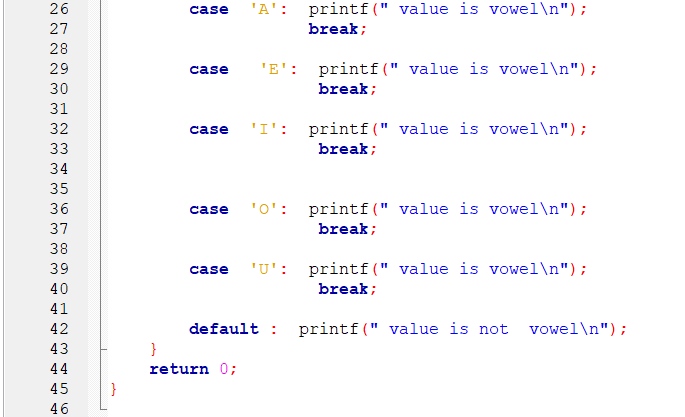 26 case 'A': printf(" value is vowel\n");
27 break;
28
29 case 'E': printf(" value is vowel\n");
30 break;
31
32 case 'I': printf(" value is vowel\n");
33 break;
34
35
36 case 'O': printf(" value is vowel\n");
37 break;
38
39 case 'U': printf(" value is vowel\n");
40 break;
41
42 default : printf(" value is not  vowel\n");
43 }
44 return 0;
45 }
46